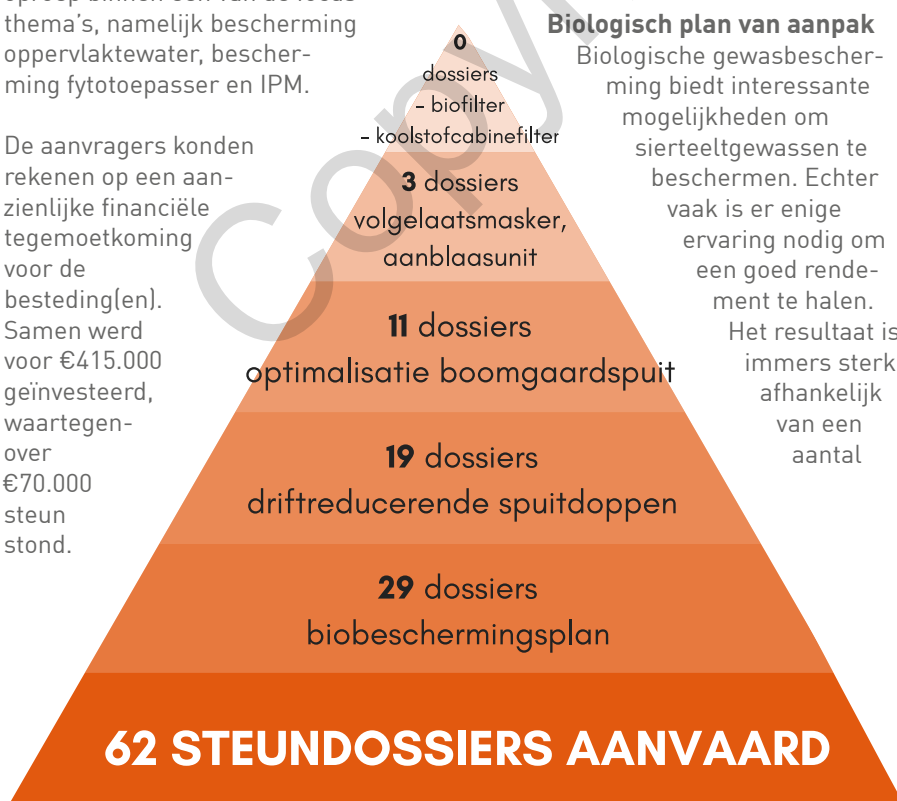 thema's, namelijk bescherming
oppervlaktewater, bescher-
ming fytotoepasser en IPM.
De aanvragers konden
rekenen op een aan-
zienlijke financiële
tegemoetkoming
voor de
besteding(en).
Samen werd
voor €415.000
geïnvesteerd,
waartegen-
over
€70.000
steun
stond.
0
dossiers
- biofilter
- koolstofcabinefilter
3 dossiers
volgelaatsmasker,
aanblaasunit
11 dossiers
optimalisatie boomgaardspuit
19 dossiers
driftreducerende spuitdoppen
29 dossiers
biobeschermingsplan
62 STEUNDOSSIERS AANVAARD
Biologisch plan van aanpak
Biologische gewasbescher-
ming biedt interessante
mogelijkheden om
sierteeltgewassen te
beschermen. Echter
vaak is er enige
ervaring nodig om
een goed rende-
ment te halen.
Het resultaat is
immers sterk
afhankelijk
van een
aantal